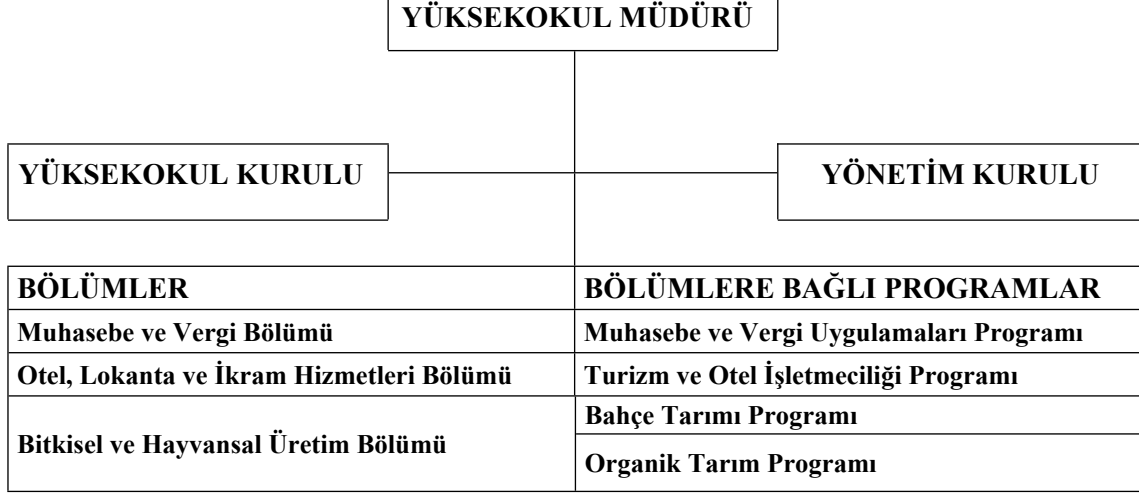 YÜKSEKOKUL MÜDÜRÜ
YÜKSEKOKUL KURULU
YÖNETİM KURULU
BÖLÜMLER
BÖLÜMLERE BAĞLI PROGRAMLAR
Muhasebe ve Vergi Bölümü
Muhasebe ve Vergi Uygulamaları Programı
Otel, Lokanta ve İkram Hizmetleri Bölümü
Turizm ve Otel İşletmeciliği Programı
Bitkisel ve Hayvansal Üretim Bölümü
Bahçe Tarımı Programı
Organik Tarım Programı